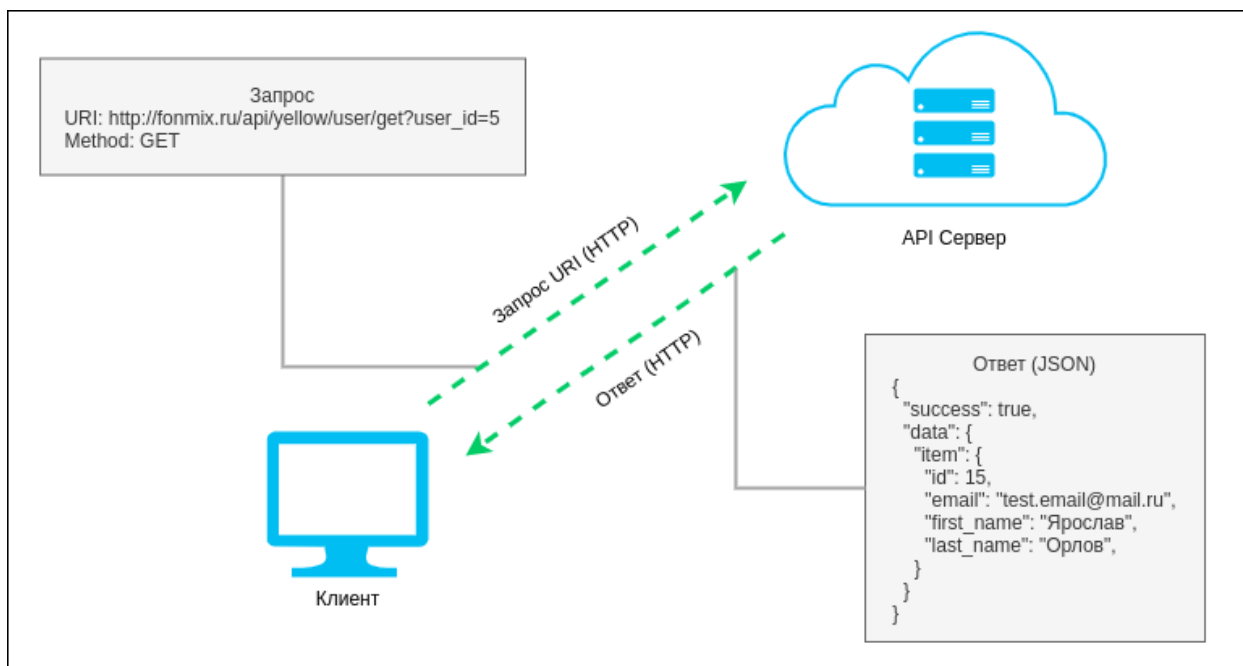 Запрос
URI: http://fonmix.ru/api/yellow/user/get?user_id=5
Method: GET
API Сервер
Запрос URI (HTTP)
Ответ (HTTP)
Клиент
Ответ (JSON)
{
"success": true,
"data": {
"item": {
"id": 15,
"email": "test.email@mail.ru",
"first_name": "Ярослав",
"last_name": "Орлов",
}
}
}